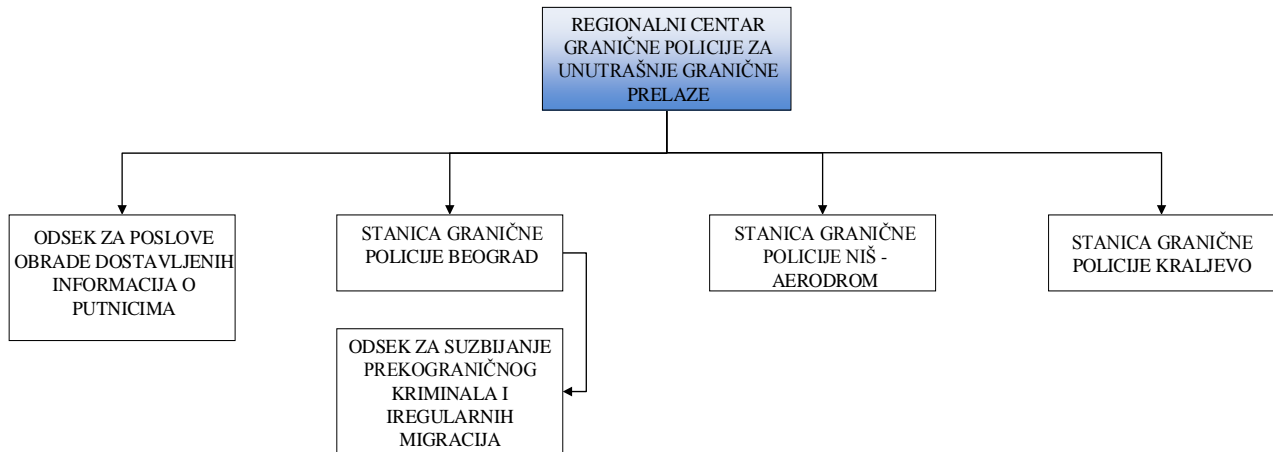 REGIONALNI CENTAR
GRANIČNE POLICIJE ZA
UNUTRAŠNJE GRANIČNE
PRELAZE
ODSEK ZA POSLOVE
OBRADE DOSTAVLJENIH
INFORMACIJA O
PUTNICIMA
STANICA GRANIČNE
POLICIJE BEOGRAD
STANICA GRANIČNE
POLICIJE NIŠ -
AERODROM
STANICA GRANIČNE
POLICIJE KRALJEVO
ODSEK ZA SUZBIJANJE
PREKOGRANIČNOG
KRIMINALA I
IREGULARNIH
MIGRACIJA